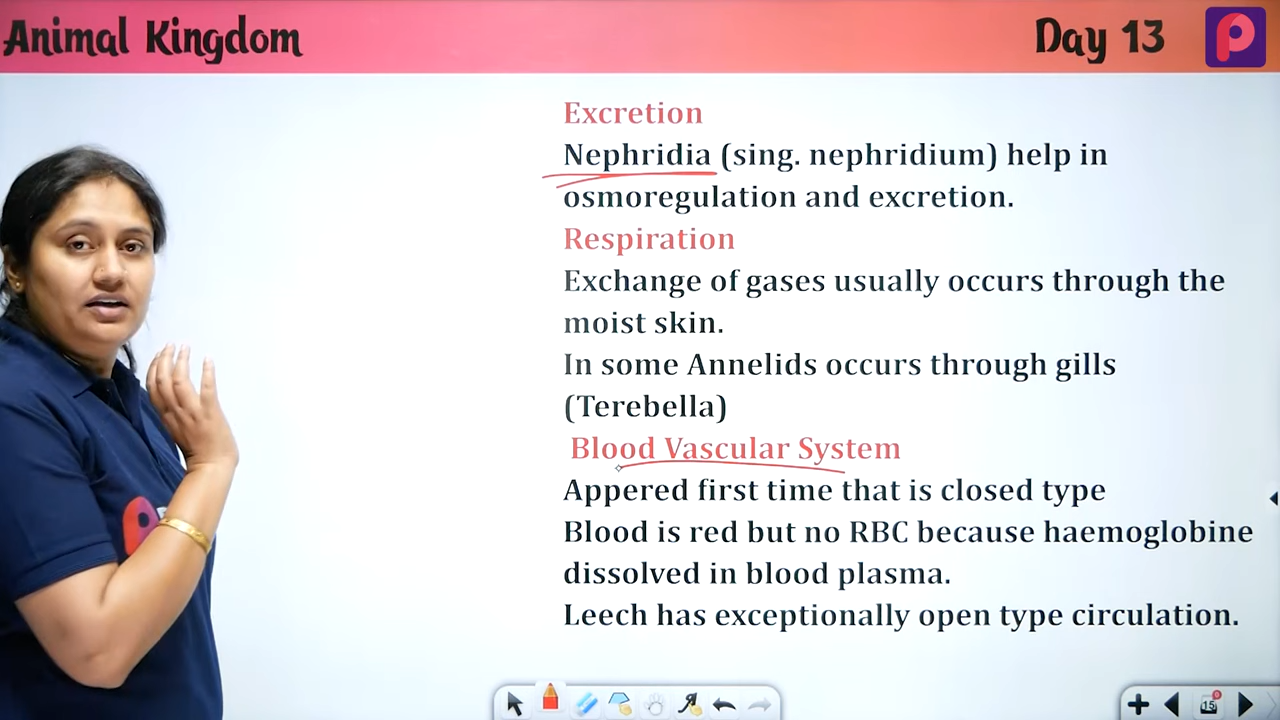 Animal Kingdom
Day 13
Excretion
Nephridia (sing. nephridium) help in
osmoregulation and excretion.
Respiration
Exchange of gases usually occurs through the
moist skin.
In some Annelids occurs through gills
(Terebella)
Blood Vascular System
Appered first time that is closed type
Blood is red but no RBC because haemoglobine
dissolved in blood plasma.
Leech has exceptionally open type circulation.
15